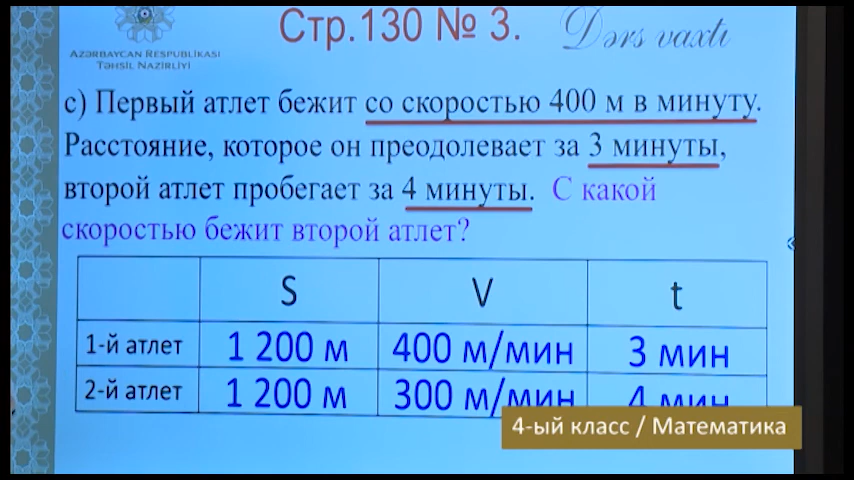 Стр.130 № 3.
Dərs vaxtı
AZƏRBAYCAN RESPUBLİKASI
TƏHSİL NAZİRLİYİ
c) Первый атлет бежит со скоростью 400 м в минуту.
Расстояние, которое он преодолевает за 3 минуты,
второй атлет пробегает за 4 минуты. С какой
скоростью бежит второй атлет?
S V t
1-й атлет 1 200 м 400 м/мин 3 мин
2-й атлет 1 200 м 300 м/мин 4 мин
4-ый класс / Математика